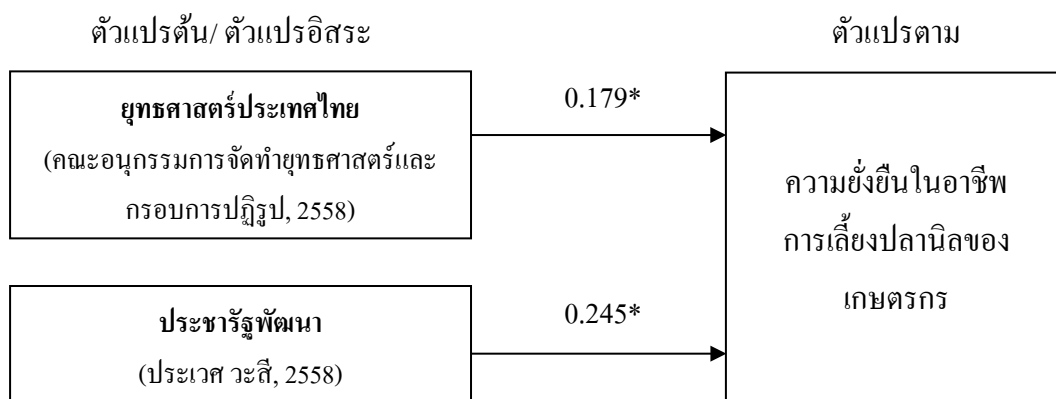 ตัวแปรต้น/ ตัวแปรอิสระ
ตัวแปรตาม
ยุทธศาสตร์ประเทศไทย
(คณะอนุกรรมการจัดทำยุทธศาสตร์และ
กรอบการปฏิรูป, 2558)
0.179*
ประชารัฐพัฒนา
(ประเวศ วะสี, 2558)
0.245*
ความยั่งยืนในอาชีพ
การเลี้ยงปลานิลของ
เกษตรกร